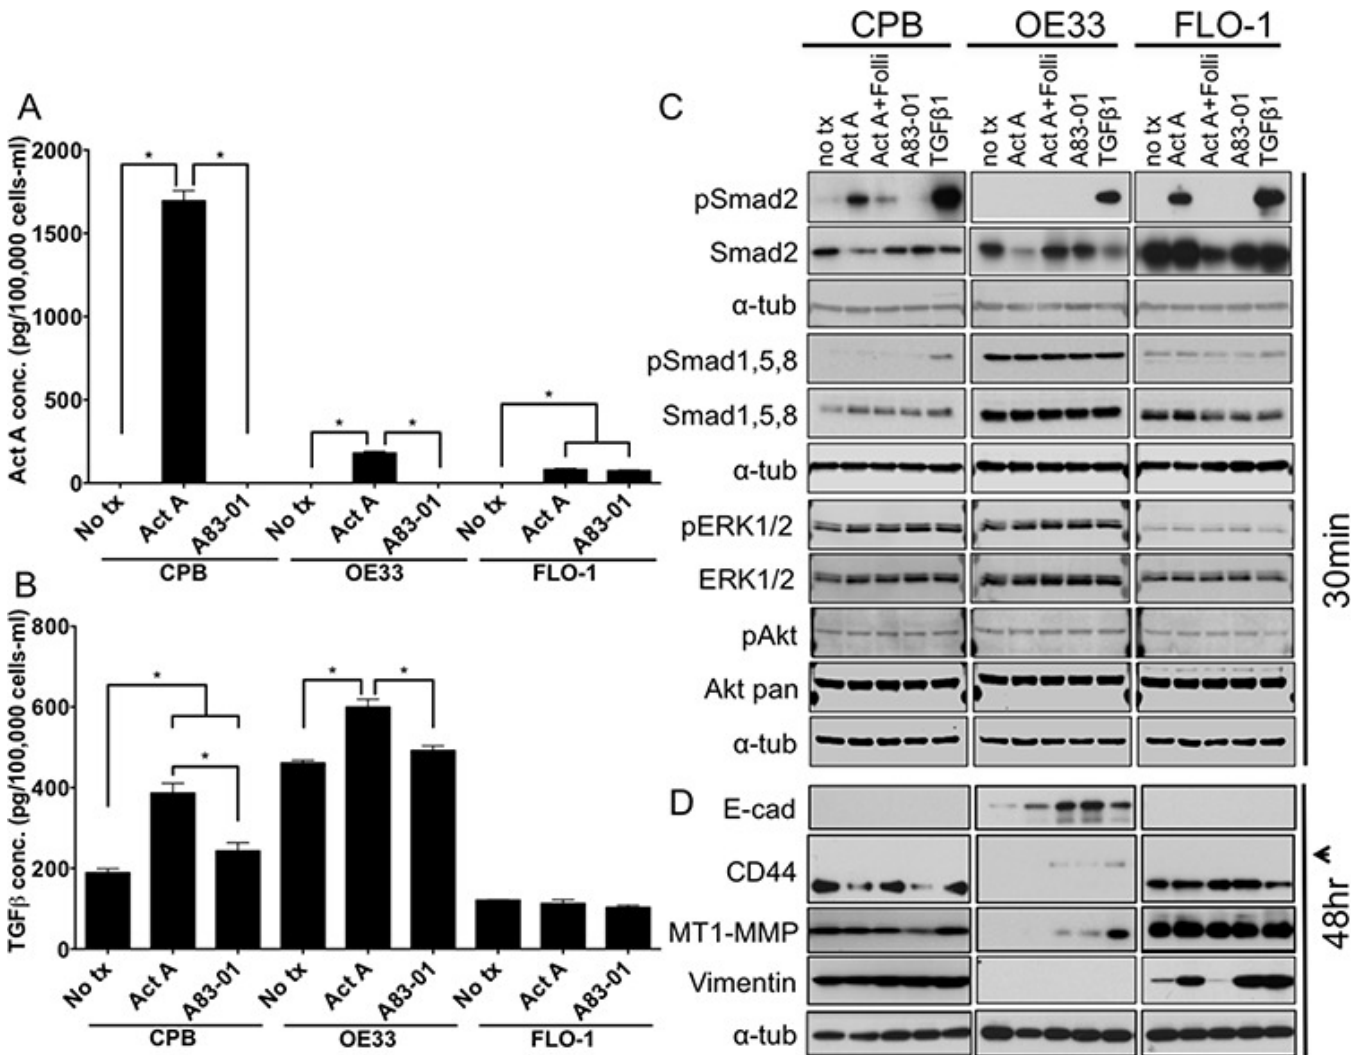 A
Act A conc. (pg/100,000 cells-ml)
2000
1500
1000
500
0
* *
* *
*
No tx Act A A83-01 No tx Act A A83-01 No tx Act A A83-01
CPB OE33 FLO-1
B
TGFβ conc. (pg/100,000 cells-ml)
800
600
400
200
0
* * *
*
No tx Act A A83-01 No tx Act A A83-01 No tx Act A A83-01
CPB OE33 FLO-1
C
CPB OE33 FLO-1
no tx Act A Act A+Folli A83-01 TGFβ1 no tx Act A Act A+Folli A83-01 TGFβ1 no tx Act A Act A+Folli A83-01 TGFβ1
pSmad2
Smad2
α-tub
pSmad1,5,8
Smad1,5,8
α-tub
pERK1/2
ERK1/2
pAkt
Akt pan
α-tub
30min
D
E-cad
CD44
MT1-MMP
Vimentin
α-tub
48hr